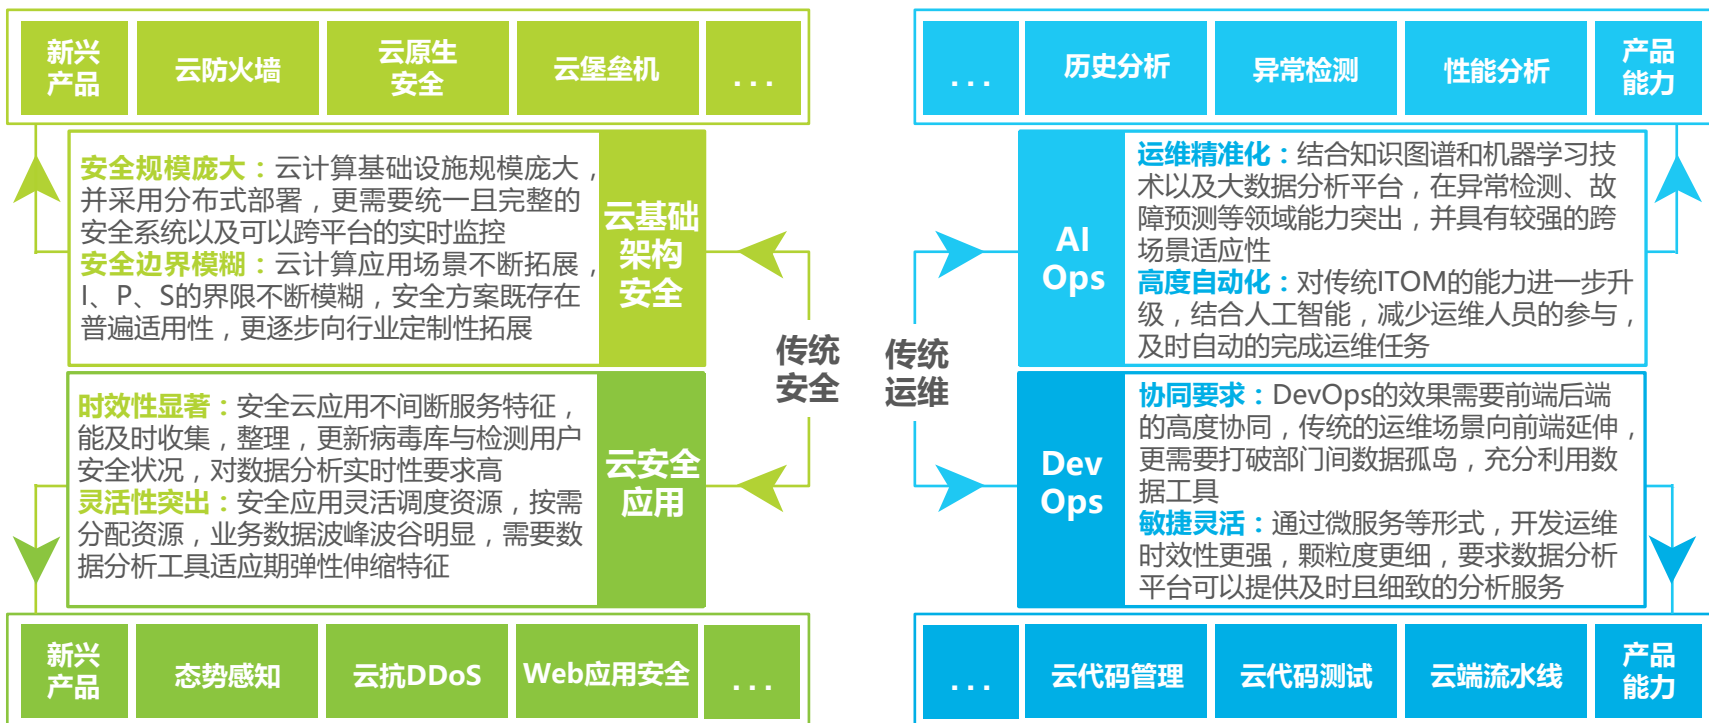 新兴
产品
云防火墙
云原生
安全
云堡垒机
...
安全规模庞大：云计算基础设施规模庞大，
并采用分布式部署，更需要统一且完整的
安全系统以及可以跨平台的实时监控
安全边界模糊：云计算应用场景不断拓展，
I、P、S的界限不断模糊，安全方案既存在
普遍适用性，更逐步向行业定制性拓展
云基础
架构
安全
时效性显著：安全云应用不间断服务特征，
能及时收集，整理，更新病毒库与检测用户
安全状况，对数据分析实时性要求高
灵活性突出：安全应用灵活调度资源，按需
分配资源，业务数据波峰波谷明显，需要数
据分析工具适应期弹性伸缩特征
云安全
应用
新兴
产品
态势感知
云抗DDoS
Web应用安全
...
传统
安全
传统
运维
...
历史分析
异常检测
性能分析
产品
能力
AI
Ops
运维精准化：结合知识图谱和机器学习技
术以及大数据分析平台，在异常检测、故
障预测等领域能力突出，并具有较强的跨
场景适应性
高度自动化：对传统ITOM的能力进一步升
级，结合人工智能，减少运维人员的参与，
及时自动的完成运维任务
Dev
Ops
协同要求：DevOps的效果需要前端后端
的高度协同，传统的运维场景向前端延伸，
更需要打破部门间数据孤岛，充分利用数
据工具
敏捷灵活：通过微服务等形式，开发运维
时效性更强，颗粒度更细，要求数据分析
平台可以提供及时且细致的分析服务
...
云代码管理
云代码测试
云端流水线
产品
能力